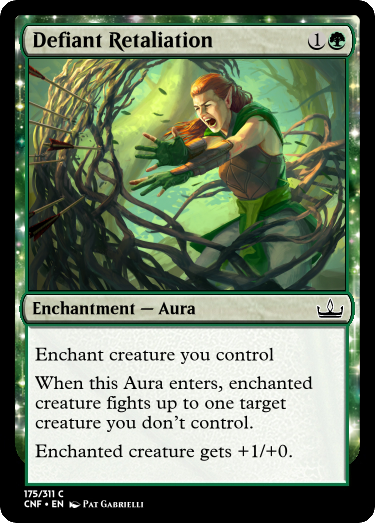 Defiant Retaliation 1
Enchantment — Aura
Enchant creature you control
When this Aura enters, enchanted
creature fights up to one target
creature you don't control.
Enchanted creature gets +1/+0.
175/311 C
CNF • EN Pat Gabrielli